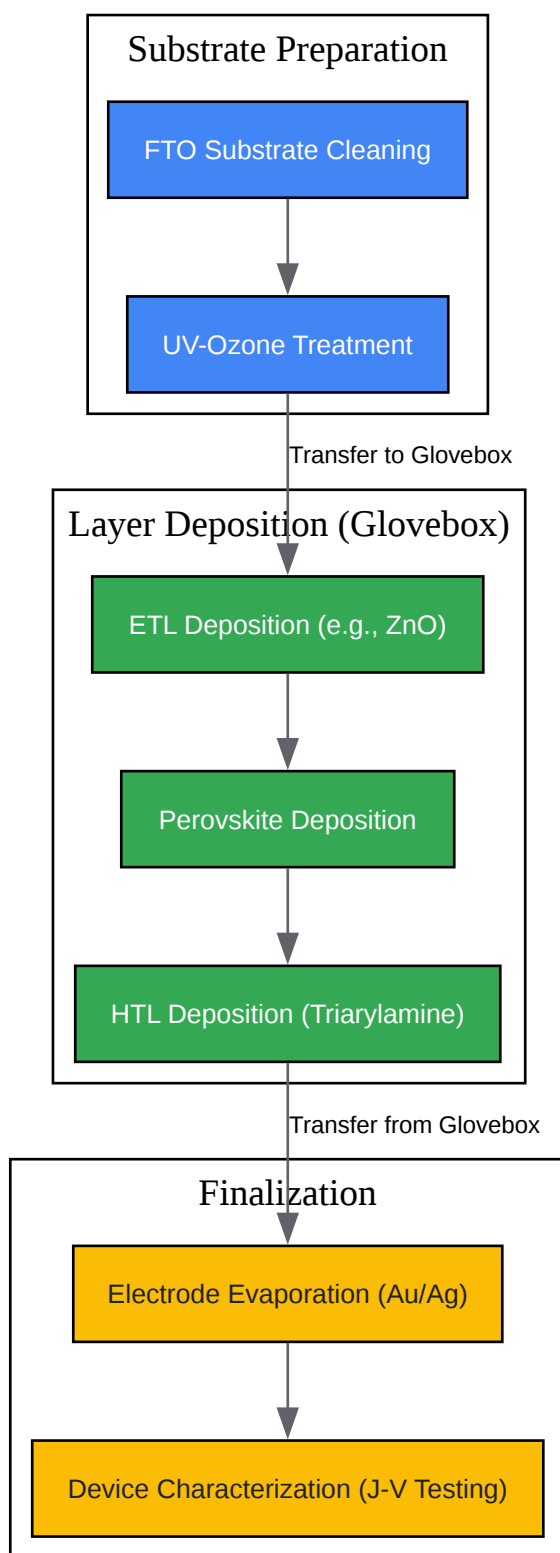 Substrate Preparation
FTO Substrate Cleaning
UV-Ozone Treatment
Transfer to Glovebox
Layer Deposition (Glovebox)
ETL Deposition (e.g., ZnO)
Perovskite Deposition
HTL Deposition (Triarylamine)
Transfer from Glovebox
Finalization
Electrode Evaporation (Au/Ag)
Device Characterization (J-V Testing)